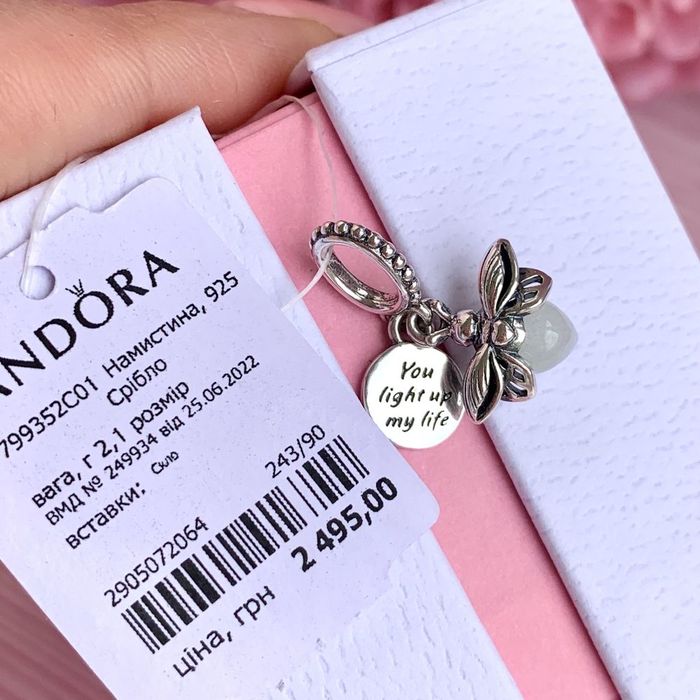 PANDORA
799352C01 Намистина, 925
Срібло
вага, г 2,1 розмір
ВМД № 249934 від 25.06.2022
вставки: Скло
243/90
2905072064
2 495,00
ціна, грн
You
light up
my life